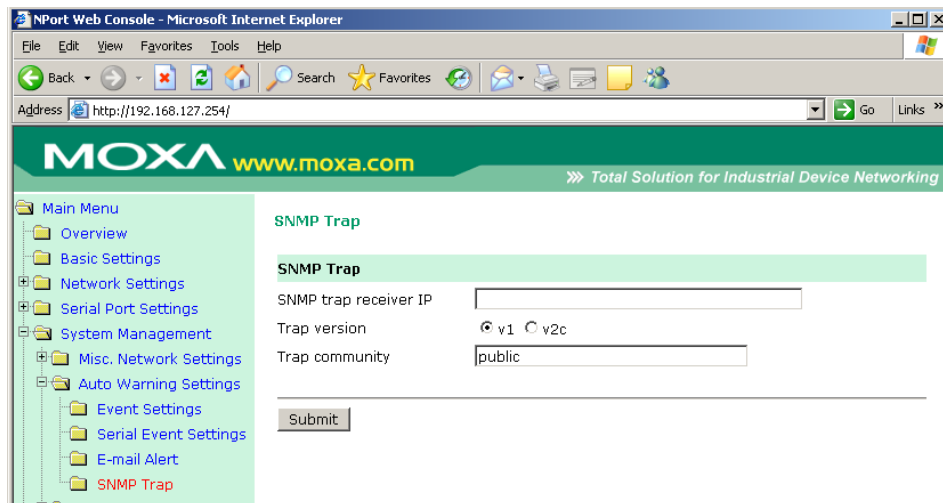 NPort Web Console - Microsoft Internet Explorer
File Edit View Favorites Tools Help
Back Search Favorites
Address http://192.168.127.254/ Go Links »
MOXA www.moxa.com
Total Solution for Industrial Device Networking
Main Menu
Overview
Basic Settings
Network Settings
Serial Port Settings
System Management
Misc. Network Settings
Auto Warning Settings
Event Settings
Serial Event Settings
E-mail Alert
SNMP Trap
SNMP Trap
SNMP Trap
SNMP trap receiver IP
Trap version v1 v2c
Trap community public
Submit